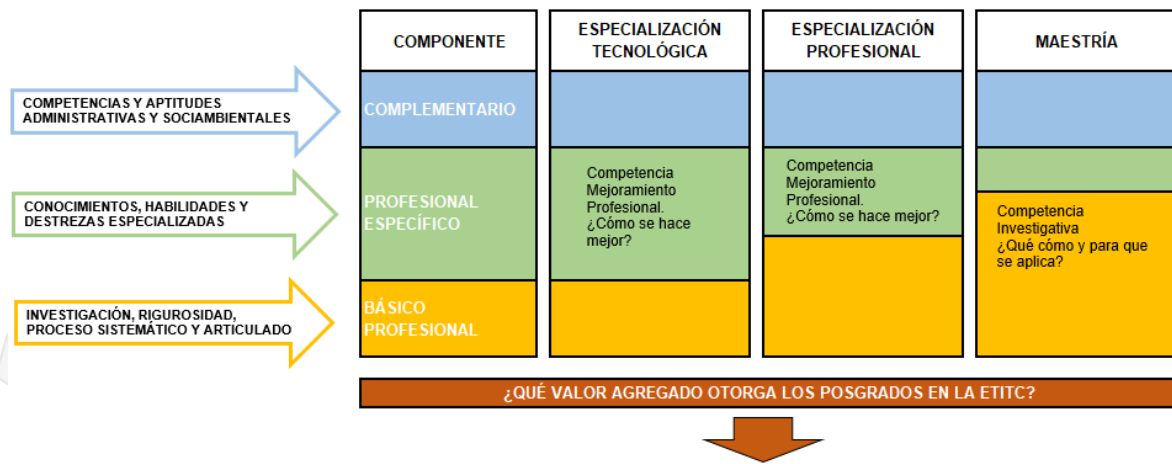 COMPONENTE
ESPECIALIZACIÓN
TECNOLÓGICA
ESPECIALIZACIÓN
PROFESIONAL
MAESTRÍA
COMPETENCIAS Y APTITUDES
ADMINISTRATIVAS Y SOCIAMBIENTALES
COMPLEMENTARIO
CONOCIMIENTOS, HABILIDADES Y
DESTREZAS ESPECIALIZADAS
PROFESIONAL
ESPECÍFICO
Competencia
Mejoramiento
Profesional.
¿Cómo se hace
mejor?
Competencia
Mejoramiento
Profesional.
¿Cómo se hace mejor?
Competencia
Investigativa
¿Qué cómo y para que
se aplica?
INVESTIGACIÓN, RIGUROSIDAD,
PROCESO SISTEMÁTICO Y ARTICULADO
BÁSICO
PROFESIONAL
¿QUÉ VALOR AGREGADO OTORGA LOS POSGRADOS EN LA ETITC?